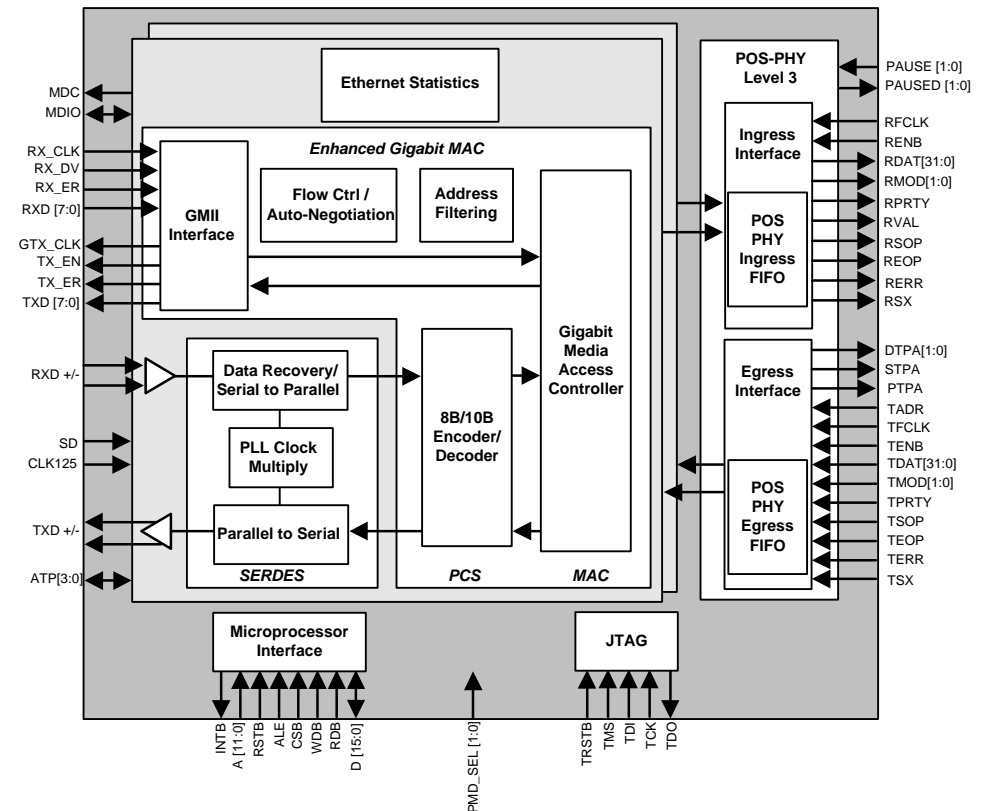 Ethernet Statistics
POS-PHY
Level 3
PAUSE [1:0]
PAUSED [1:0]
MDC
MDIO
RX_CLK
RX_DV
RX_ER
RXD [7:0]
GTX_CLK
TX_EN
TX_ER
TXD [7:0]
RXD +/-
SD
CLK125
TXD +/-
ATP[3:0]
Enhanced Gigabit MAC
GMII
Interface
Flow Ctrl /
Auto-Negotiation
Address
Filtering
Gigabit
Media
Access
Controller
Data Recovery/
Serial to Parallel
PLL Clock
Multiply
Parallel to Serial
8B/10B
Encoder/
Decoder
SERDES
PCS
MAC
Ingress
Interface
POS
PHY
Ingress
FIFO
RFCLK
RENB
RDAT[31:0]
RMOD[1:0]
RPRTY
RVAL
RSOP
REOP
RERR
RSX
Egress
Interface
POS
PHY
Egress
FIFO
DTPA[1:0]
STPA
PTPA
TADR
TFCLK
TENB
TDAT[31:0]
TMOD[1:0]
TPRTY
TSOP
TEOP
TERR
TSX
Microprocessor
Interface
JTAG
INTB
A [11:0]
RSTB
ALE
CSB
WDB
RDB
D [15:0]
PMD_SEL [1:0]
TRSTB
TMS
TDI
TCK
TDO